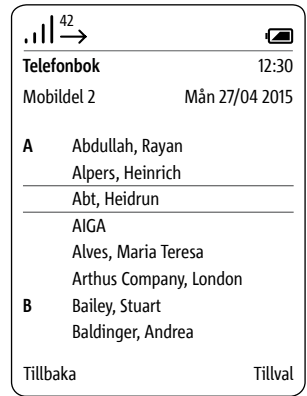 42
Telefonbok 12:30
Mobildel 2 Mån 27/04 2015
A Abdullah, Rayan
Alpers, Heinrich
Abt, Heidrun
AIGA
Alves, Maria Teresa
Arthus Company, London
B Bailey, Stuart
Baldinger, Andrea
Tillbaka Tillval